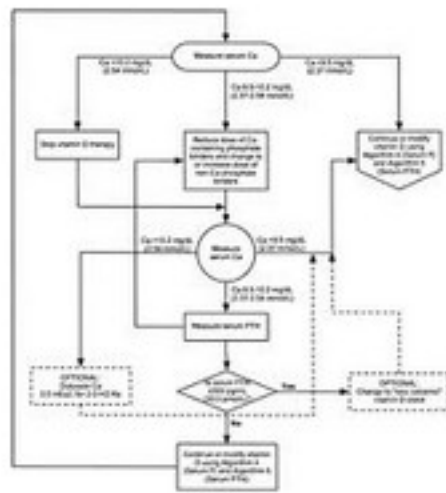 Measure serum Ca
Ca >10.2 mg/dL
(2.54 mmol/L)
Ca <9.5 mg/dL
(2.37 mmol/L)
Ca 9.5-10.2 mg/dL
(2.37-2.54 mmol/L)
Stop vitamin D therapy
Reduce dose of Ca-
containing phosphate
binders and change to
or increase dose of
non-Ca phosphate
binders
Continue or modify
vitamin D using
Algorithm A (Serum P)
and Algorithm
(Serum PTH)
Ca >10.2 mg/dL
(2.54 mmol/L)
Measure
serum Ca
Ca <9.5 mg/dL
(2.37 mmol/L)
Ca 9.5-10.2 mg/dL
(2.37-2.54 mmol/L)
Measure serum PTH
OPTIONAL:
Dialysate Ca
Is serum PTH
Yes
No
OPTIONAL:
Change to "less calcemic"
vitamin D
Continue or modify vitamin
D using Algorithm A
(Serum P) and Algorithm
(Serum PTH)